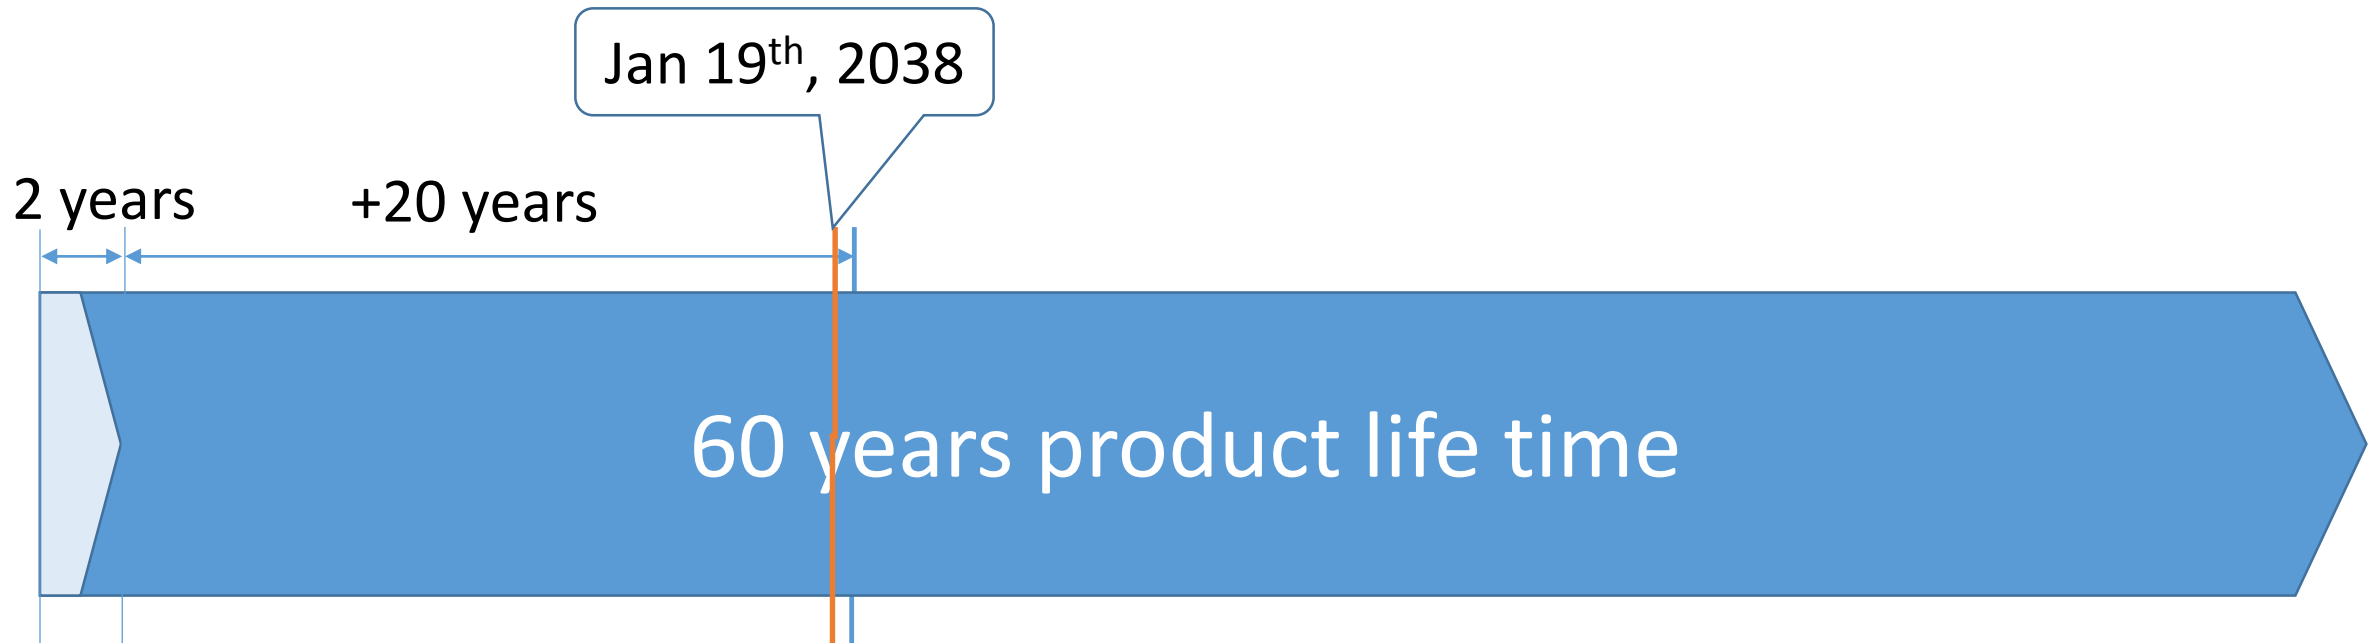 Jan 19th, 2038
2 years
+20 years
60 years product life time